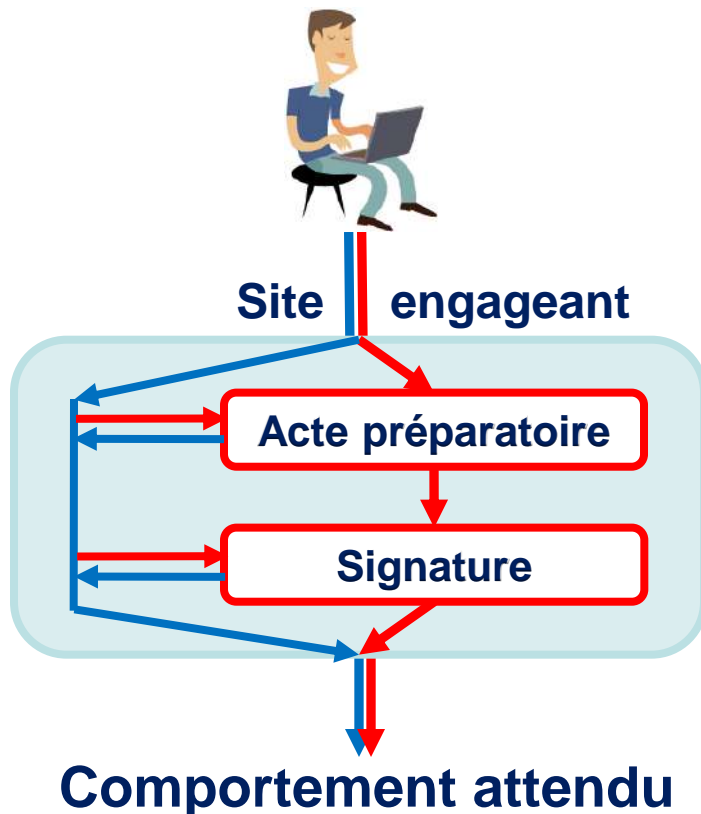 Site engageant
Acte préparatoire
Signature
Comportement attendu